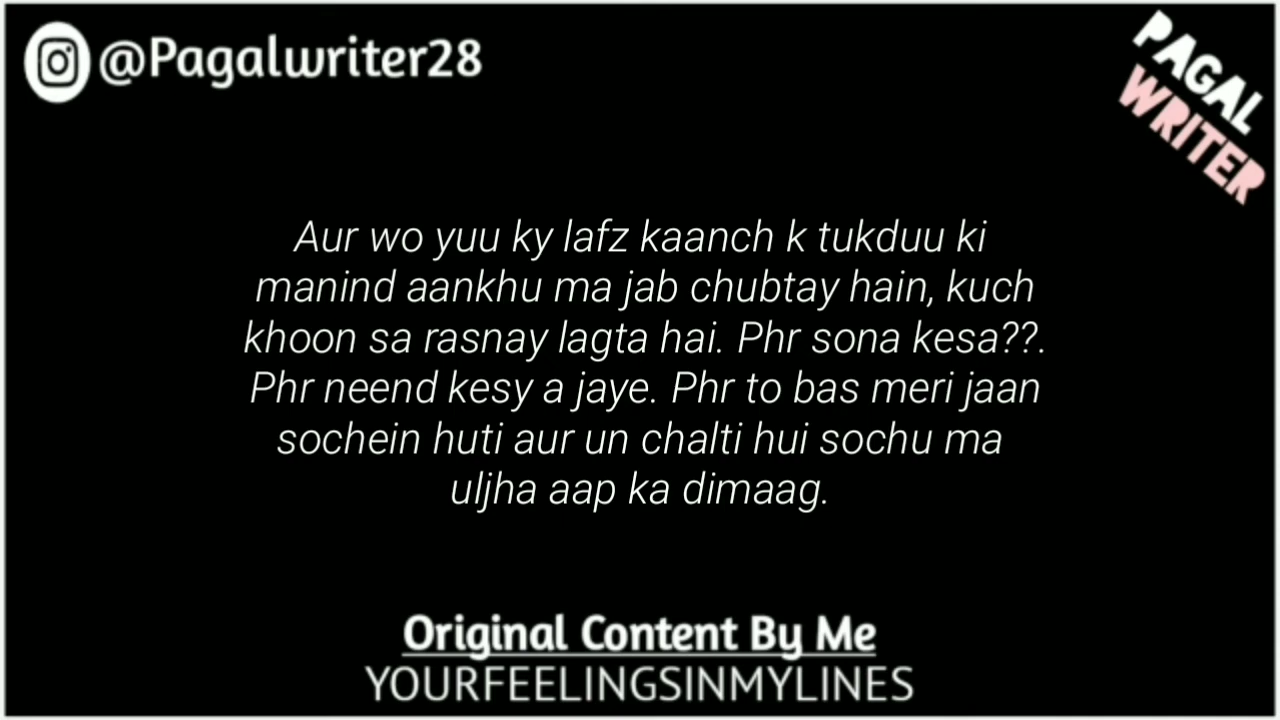 @Pagalwriter28
PAGAL
WRITER
Aur wo yuu ky lafz kaanch k tukduu ki
manind aankhu ma jab chubtay hain, kuch
khoon sa rasnay lagta hai. Phr sona kesa??.
Phr neend kesy a jaye. Phr to bas meri jaan
sochein huti aur un chalti hui sochu ma
uljha aap ka dimaag.
Original Content By Me
YOURFEELINGSINMYLINES